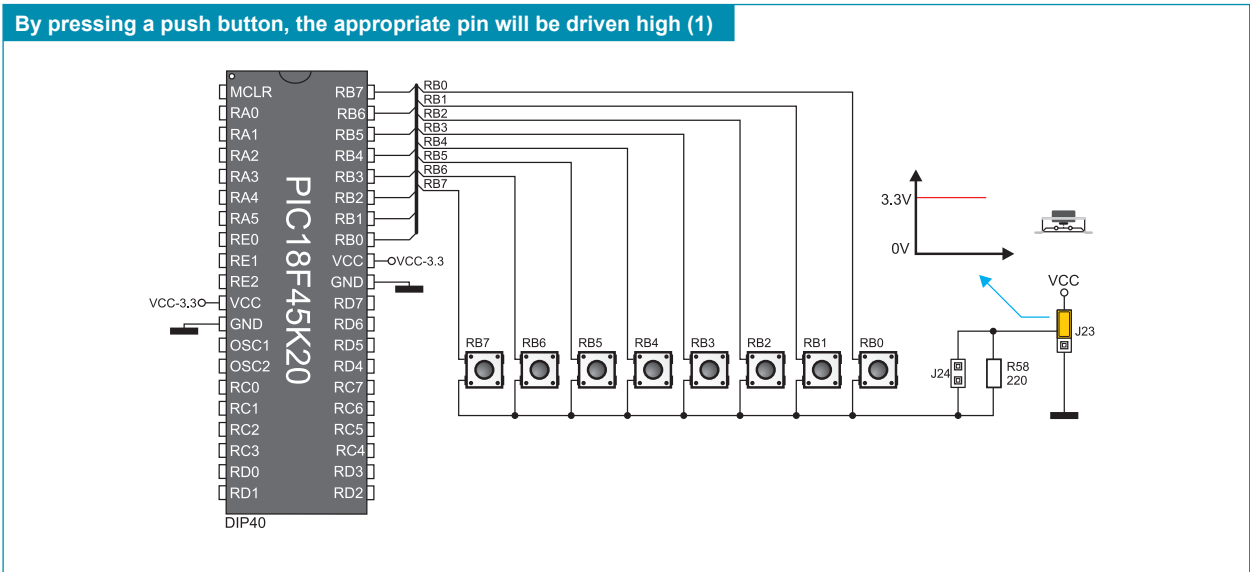 By pressing a push button, the appropriate pin will be driven high (1)
MCLR RB7
RA0 RB6
RA1 RB5
RA2 RB4
RA3 RB3
RA4 RB2
RA5 RB1
RE0 RB0
RE1 VCC
RE2 GND
VCC RD7
GND RD6
OSC1 RD5
OSC2 RD4
RC0 RC7
RC1 RC6
RC2 RC5
RC3 RC4
RD0 RD3
RD1 RD2
PIC18F45K20
DIP40
VCC-3.3
VCC-3.3
RB0
RB1
RB2
RB3
RB4
RB5
RB6
RB7
RB7 RB6 RB5 RB4 RB3 RB2 RB1 RB0
3.3V
0V
VCC
J23
J24
R58
220